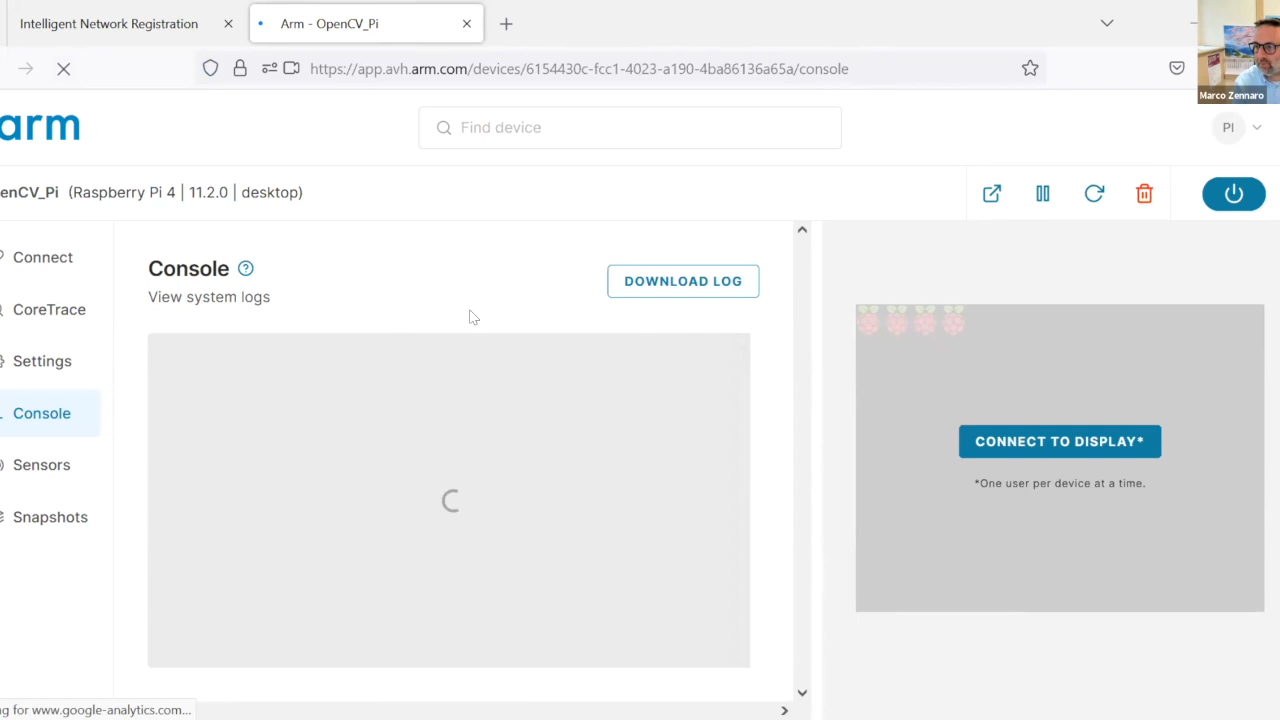 Intelligent Network Registration
Arm - OpenCV_Pi
https://app.avh.arm.com/devices/6154430c-fcc1-4023-a190-4ba86136a65a/console
Marco Zennaro
arm
Find device
PI
enCV_Pi (Raspberry Pi 4 | 11.2.0 | desktop)
Connect
CoreTrace
Settings
Console
Sensors
Snapshots
Console
DOWNLOAD LOG
View system logs
CONNECT TO DISPLAY*
*One user per device at a time.
ng for www.google-analytics.com...